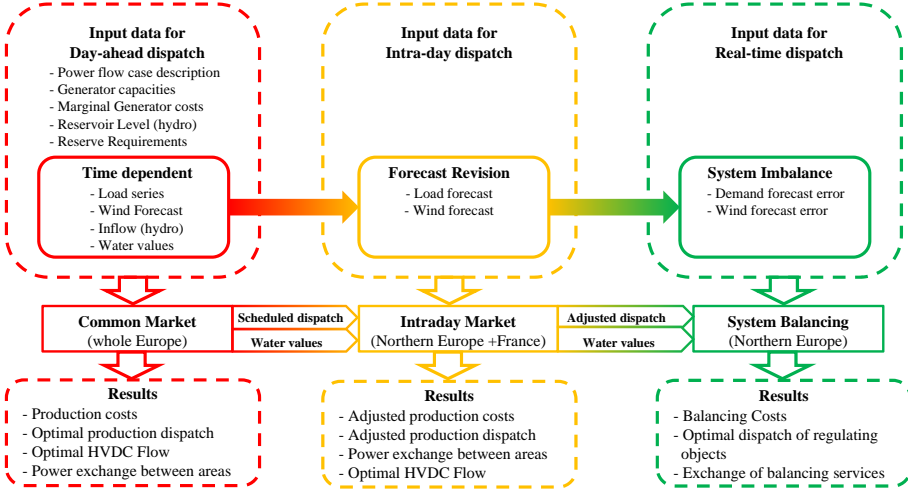 Input data for
Day-ahead dispatch
- Power flow case description
- Generator capacities
- Marginal Generator costs
- Reservoir Level (hydro)
- Reserve Requirements
Time dependent
- Load series
- Wind Forecast
- Inflow (hydro)
- Water values
Input data for
Intra-day dispatch
Forecast Revision
- Load forecast
- Wind forecast
Input data for
Real-time dispatch
System Imbalance
- Demand forecast error
- Wind forecast error
Common Market
(whole Europe)
Scheduled dispatch
Water values
Intraday Market
(Northern Europe +France)
Adjusted dispatch
Water values
System Balancing
(Northern Europe)
Results
- Production costs
- Optimal production dispatch
- Optimal HVDC Flow
- Power exchange between areas
Results
- Adjusted production costs
- Adjusted production dispatch
- Power exchange between areas
- Optimal HVDC Flow
Results
- Balancing Costs
- Optimal dispatch of regulating
objects
- Exchange of balancing services